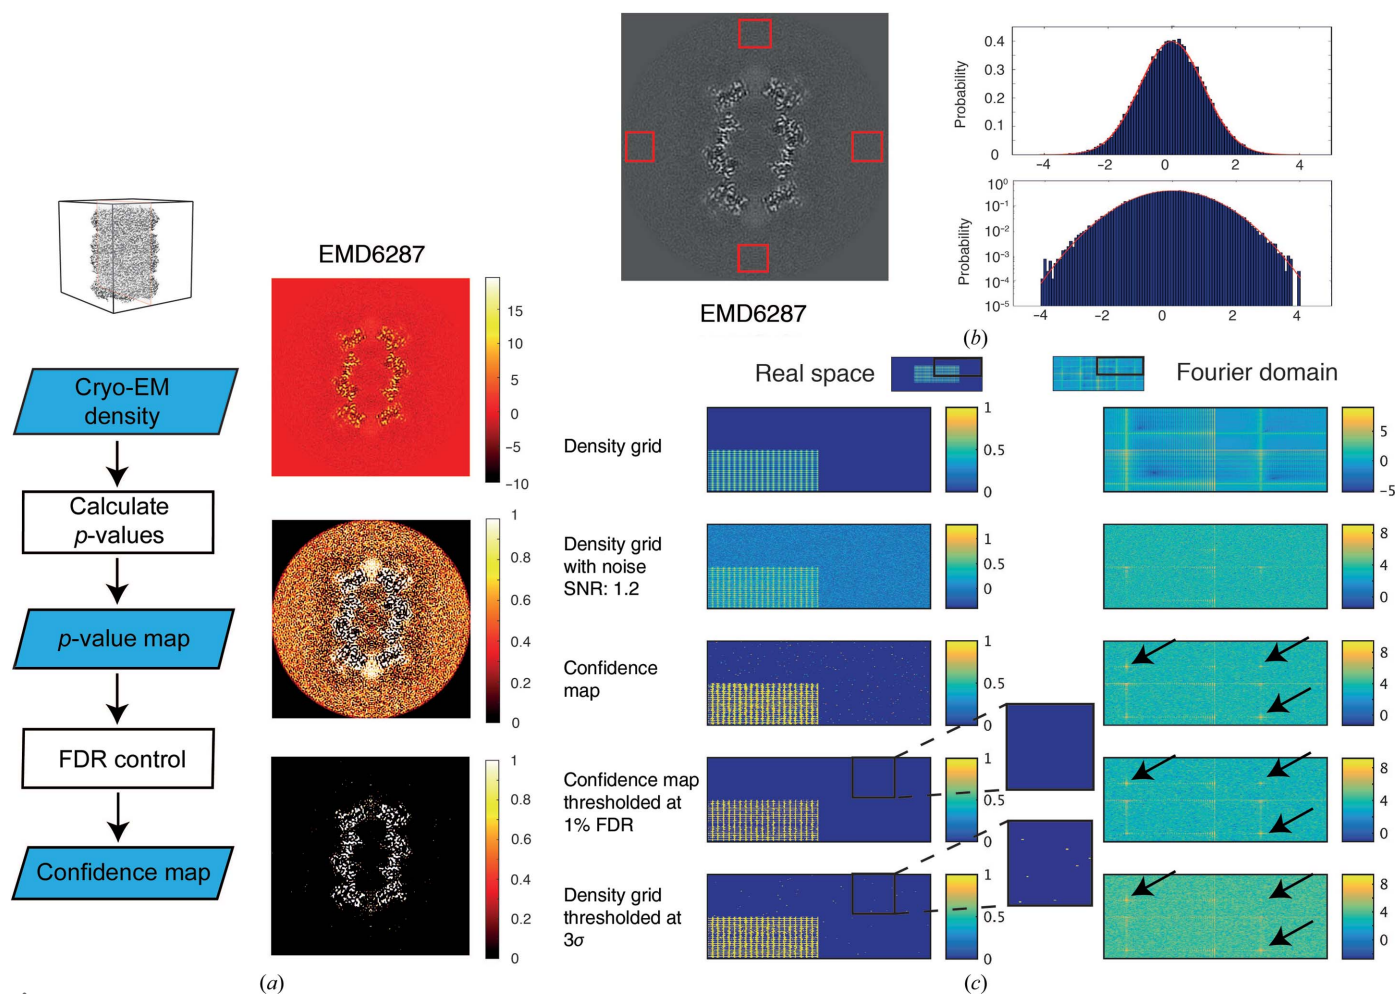 EMD6287
Cryo-EM
density
Calculate
p-values
p-value map
FDR control
Confidence map
15
10
5
0
−5
−10
1
0.8
0.6
0.4
0.2
0
1
0.8
0.6
0.4
0.2
0
(a)
EMD6287
Probability
0.4
0.3
0.2
0.1
0
−4
−2
0
2
4
Probability
10⁰
10⁻¹
10⁻²
10⁻³
10⁻⁴
10⁻⁵
−4
−2
0
2
4
(b)
Real space
Fourier domain
Density grid
1
0.5
0
5
0
−5
Density grid
with noise
SNR: 1.2
1
0.5
0
8
4
0
Confidence
map
1
0.5
0
8
4
0
Confidence map
thresholded at
1% FDR
1
0.5
0
8
4
0
Density grid
thresholded at
3σ
1
0.5
0
8
4
0
(c)